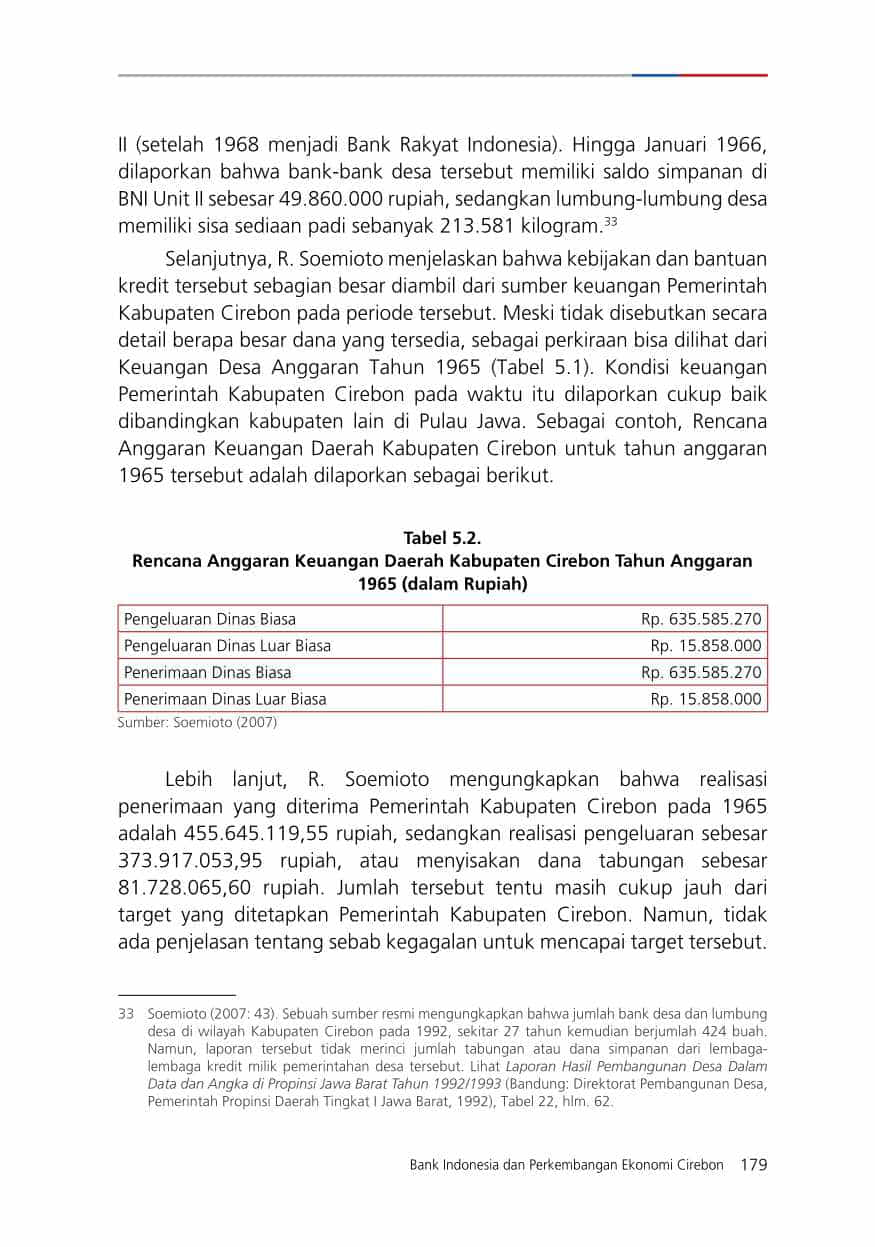 II (setelah 1968 menjadi Bank Rakyat Indonesia). Hingga Januari 1966,
dilaporkan bahwa bank-bank desa tersebut memiliki saldo simpanan di
BNI Unit II sebesar 49.860.000 rupiah, sedangkan lumbung-lumbung desa
memiliki sisa sediaan padi sebanyak 213.581 kilogram.33
Selanjutnya, R. Soemioto menjelaskan bahwa kebijakan dan bantuan
kredit tersebut sebagian besar diambil dari sumber keuangan Pemerintah
Kabupaten Cirebon pada periode tersebut. Meski tidak disebutkan secara
detail berapa besar dana yang tersedia, sebagai perkiraan bisa dilihat dari
Keuangan Desa Anggaran Tahun 1965 (Tabel 5.1). Kondisi keuangan
Pemerintah Kabupaten Cirebon pada waktu itu dilaporkan cukup baik
dibandingkan kabupaten lain di Pulau Jawa. Sebagai contoh, Rencana
Anggaran Keuangan Daerah Kabupaten Cirebon untuk tahun anggaran
1965 tersebut adalah dilaporkan sebagai berikut.
Tabel 5.2.
Rencana Anggaran Keuangan Daerah Kabupaten Cirebon Tahun Anggaran
1965 (dalam Rupiah)
Pengeluaran Dinas Biasa Rp. 635.585.270
Pengeluaran Dinas Luar Biasa Rp. 15.858.000
Penerimaan Dinas Biasa Rp. 635.585.270
Penerimaan Dinas Luar Biasa Rp. 15.858.000
Sumber: Soemioto (2007)
Lebih lanjut, R. Soemioto mengungkapkan bahwa realisasi
penerimaan yang diterima Pemerintah Kabupaten Cirebon pada 1965
adalah 455.645.119,55 rupiah, sedangkan realisasi pengeluaran sebesar
373.917.053,95 rupiah, atau menyisakan dana tabungan sebesar
81.728.065,60 rupiah. Jumlah tersebut tentu masih cukup jauh dari
target yang ditetapkan Pemerintah Kabupaten Cirebon. Namun, tidak
ada penjelasan tentang sebab kegagalan untuk mencapai target tersebut.
33 Soemioto (2007: 43). Sebuah sumber resmi mengungkapkan bahwa jumlah bank desa dan lumbung
desa di wilayah Kabupaten Cirebon pada 1992, sekitar 27 tahun kemudian berjumlah 424 buah.
Namun, laporan tersebut tidak merinci jumlah tabungan atau dana simpanan dari lembaga-
lembaga kredit milik pemerintahan desa tersebut. Lihat Laporan Hasil Pembangunan Desa Dalam
Data dan Angka di Propinsi Jawa Barat Tahun 1992/1993 (Bandung: Direktorat Pembangunan Desa,
Pemerintah Propinsi Daerah Tingkat I Jawa Barat, 1992), Tabel 22, hlm. 62.
Bank Indonesia dan Perkembangan Ekonomi Cirebon 179